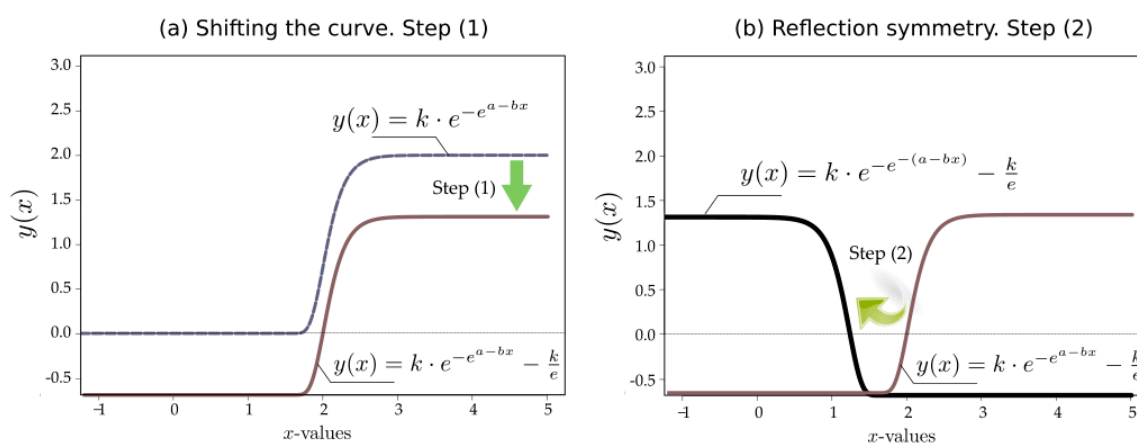 (a) Shifting the curve. Step (1)
3.0
2.5
2.0
1.5
1.0
0.5
0.0
-0.5
y(x)
y(x) = k · e^{-e^{a-bx}}
Step (1)
y(x) = k · e^{-e^{a-bx}} - \frac{k}{e}
-1 0 1 2 3 4 5
x-values
(b) Reflection symmetry. Step (2)
3.0
2.5
2.0
1.5
1.0
0.5
0.0
-0.5
y(x)
y(x) = k · e^{-e^{-(a-bx)}} - \frac{k}{e}
Step (2)
y(x) = k · e^{-e^{a-bx}} - \frac{k}{e}
-1 0 1 2 3 4 5
x-values